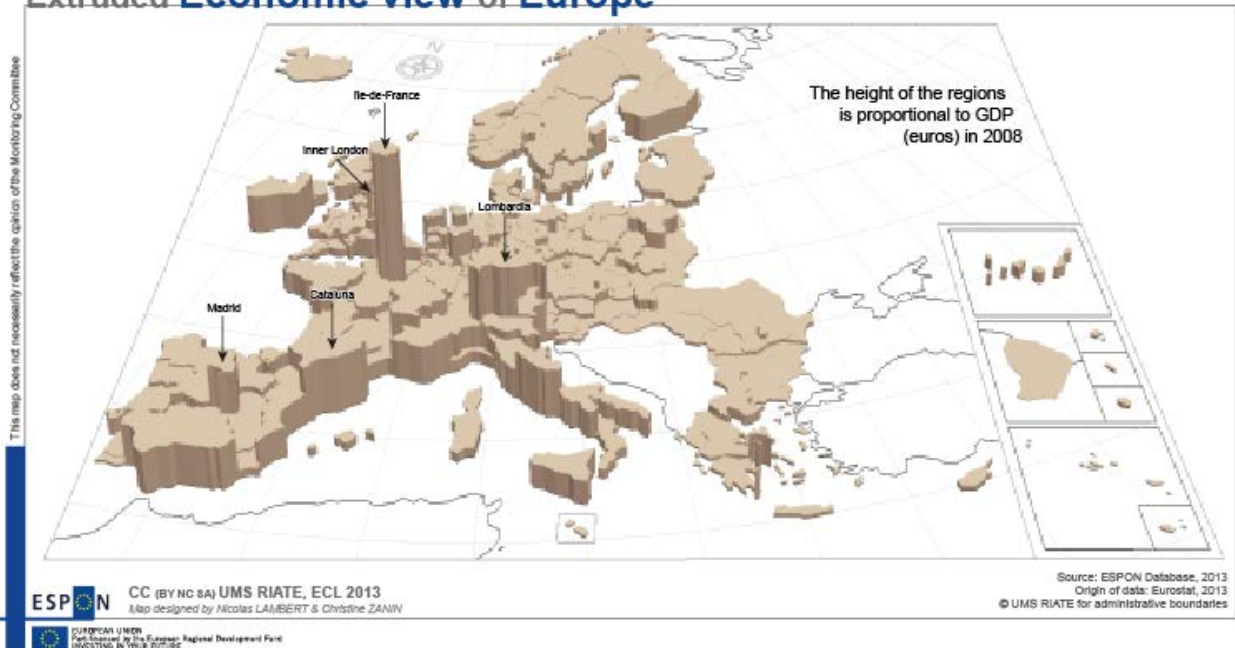 Extruded Economic View of Europe
This map does not necessarily reflect the opinion of the Monitoring Committee
N
Ile-de-France
Inner London
Lombardia
Cataluna
Madrid
The height of the regions
is proportional to GDP
(euros) in 2008
ESPON
CC (BY NC SA) UMS RIATE, ECL 2013
Map designed by Nicolas LAMBERT & Christine ZANIN
Source: ESPON Database, 2013
Origin of data: Eurostat, 2013
© UMS RIATE for administrative boundaries
EUROPEAN UNION
Part-financed by the European Regional Development Fund
INVESTING IN YOUR FUTURE